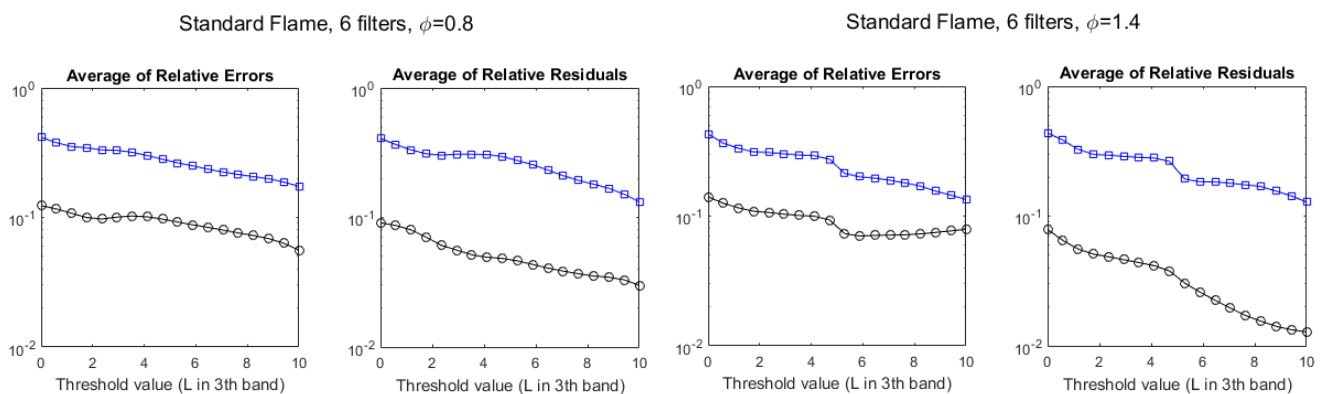 Standard Flame, 6 filters, ϕ=0.8
Standard Flame, 6 filters, ϕ=1.4
Average of Relative Errors
Average of Relative Residuals
Average of Relative Errors
Average of Relative Residuals
10^0
10^-1
10^-2
0 2 4 6 8 10
Threshold value (L in 3th band)
10^0
10^-1
10^-2
0 2 4 6 8 10
Threshold value (L in 3th band)
10^0
10^-1
10^-2
0 2 4 6 8 10
Threshold value (L in 3th band)
10^0
10^-1
10^-2
0 2 4 6 8 10
Threshold value (L in 3th band)